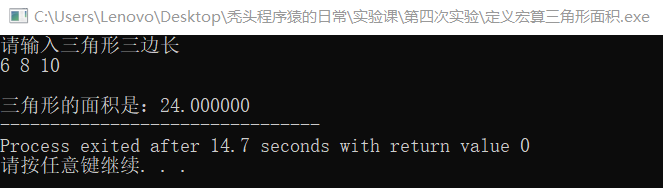 C:\Users\Lenovo\Desktop\秃头程序猿的日常\实验课\第四次实验\定义宏算三角形面积.exe
请输入三角形三边长
6 8 10
三角形的面积是：24.000000
--------------------------------
Process exited after 14.7 seconds with return value 0
请按任意键继续. . .